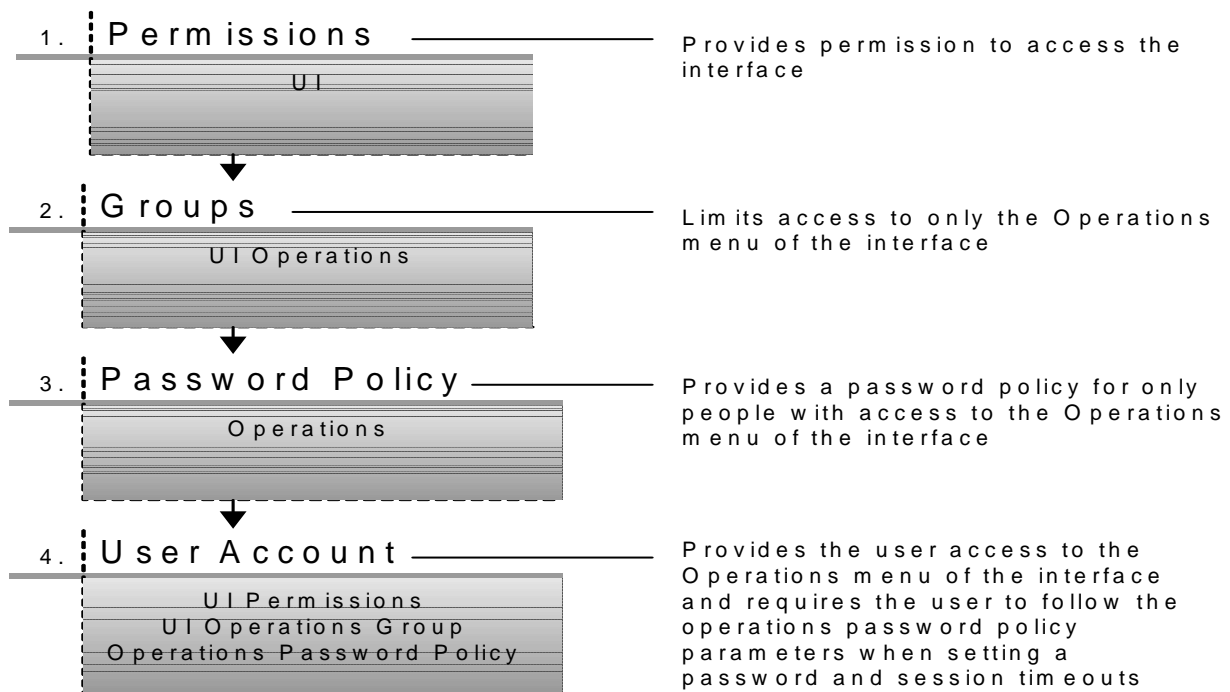 1. Permissions
Provides permission to access the
interface
UI
2. Groups
Limits access to only the Operations
menu of the interface
UI Operations
3. Password Policy
Provides a password policy for only
people with access to the Operations
menu of the interface
Operations
4. User Account
Provides the user access to the
Operations menu of the interface
and requires the user to follow the
operations password policy
parameters when setting a
password and session timeouts
UI Permissions
UI Operations Group
Operations Password Policy